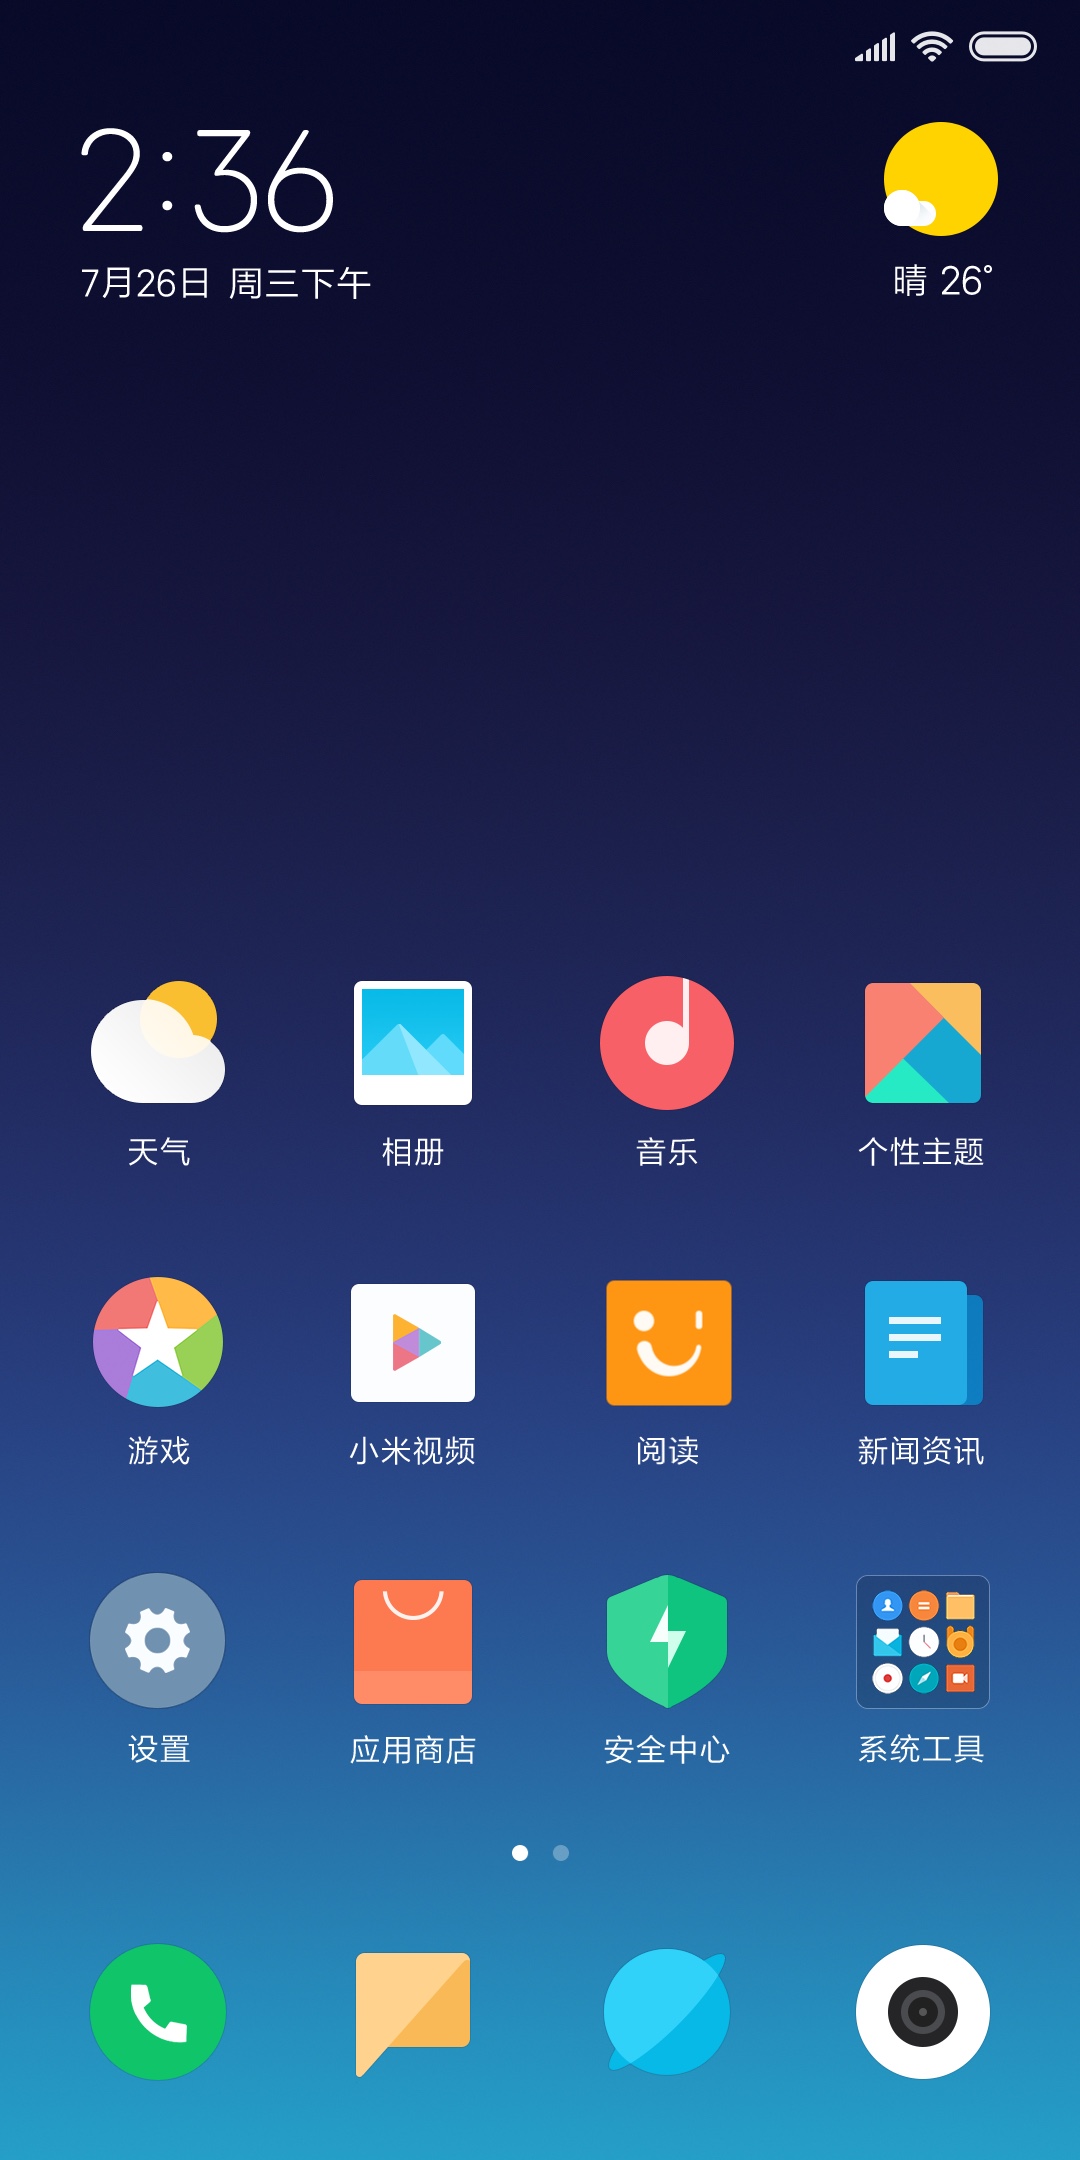 2:36
7月26日 周三下午
晴 26°
天气
相册
音乐
个性主题
游戏
小米视频
阅读
新闻资讯
设置
应用商店
安全中心
系统工具